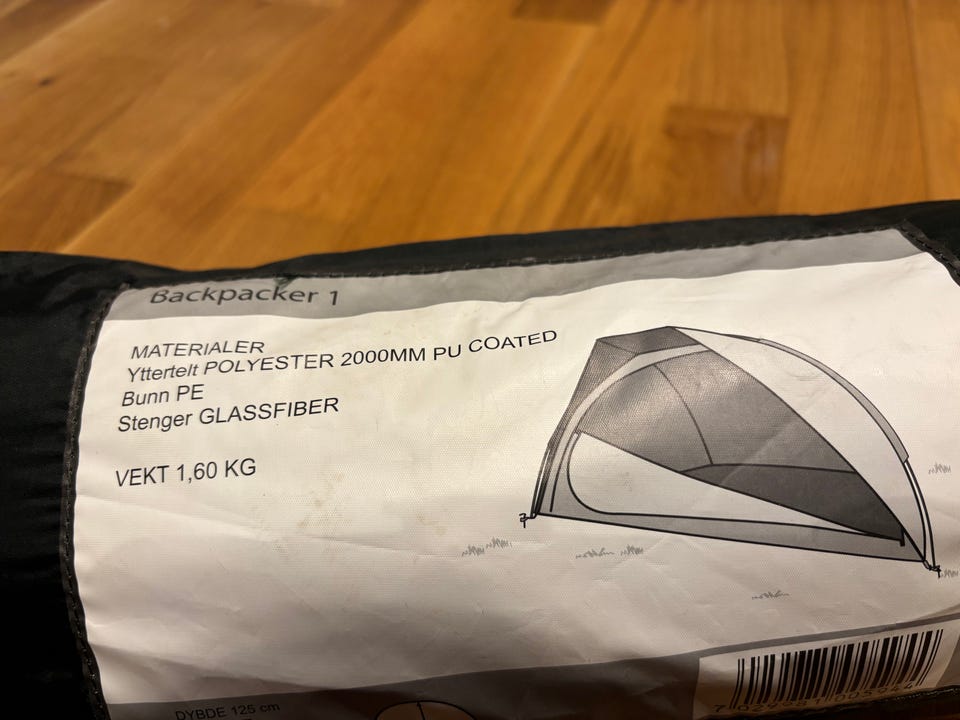 Backpacker 1
MATERIALER
Yttertelt POLYESTER 2000MM PU COATED
Bunn PE
Stenger GLASSFIBER
VEKT 1,60 KG
DYBDE 125 cm